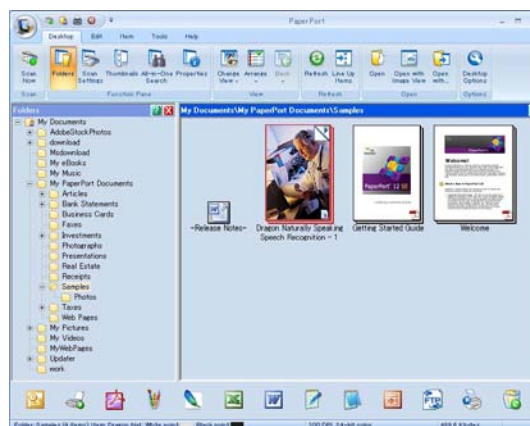 PaperPort
Desktop Edit Item Tools Help
Scan Now
Folders
Scan Settings
Thumbnails
All-in-One Search
Properties
Change View
Arrange
Refresh
Line Up Items
Open
Open with Image View
Open with...
Desktop Options
Scan
Function Pane
View
Refresh
Open
Options
Folders
My Documents\My PaperPort Documents\Samples
My Documents
AdobeStockPhotos
download
Msdownload
My eBooks
My Music
My PaperPort Documents
Articles
Bank Statements
Business Cards
Faxes
Investments
Photographs
Presentations
Real Estate
Receipts
Samples
Photos
Taxes
Web Pages
My Pictures
My Videos
MyWebPages
Updater
work
-Release Notes-
Dragon Naturally Speaking
Speech Recognition - 1
Getting Started Guide
Welcome
PaperPort 12
Welcome!
FTP